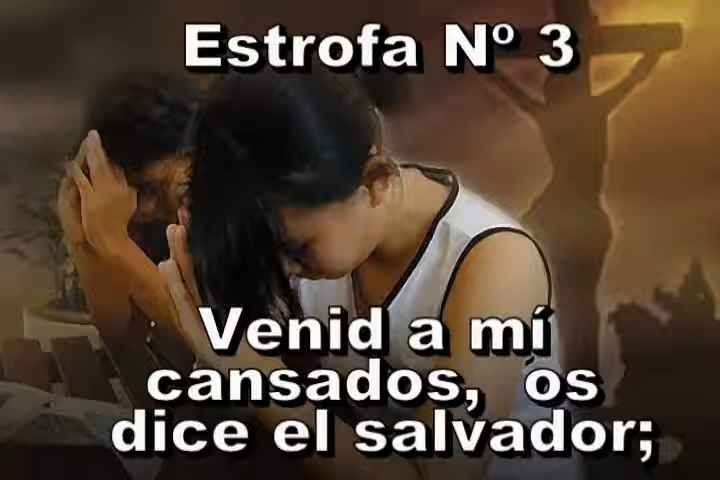 Estrofa Nº 3
Venid a mí
cansados, os
dice el salvador;